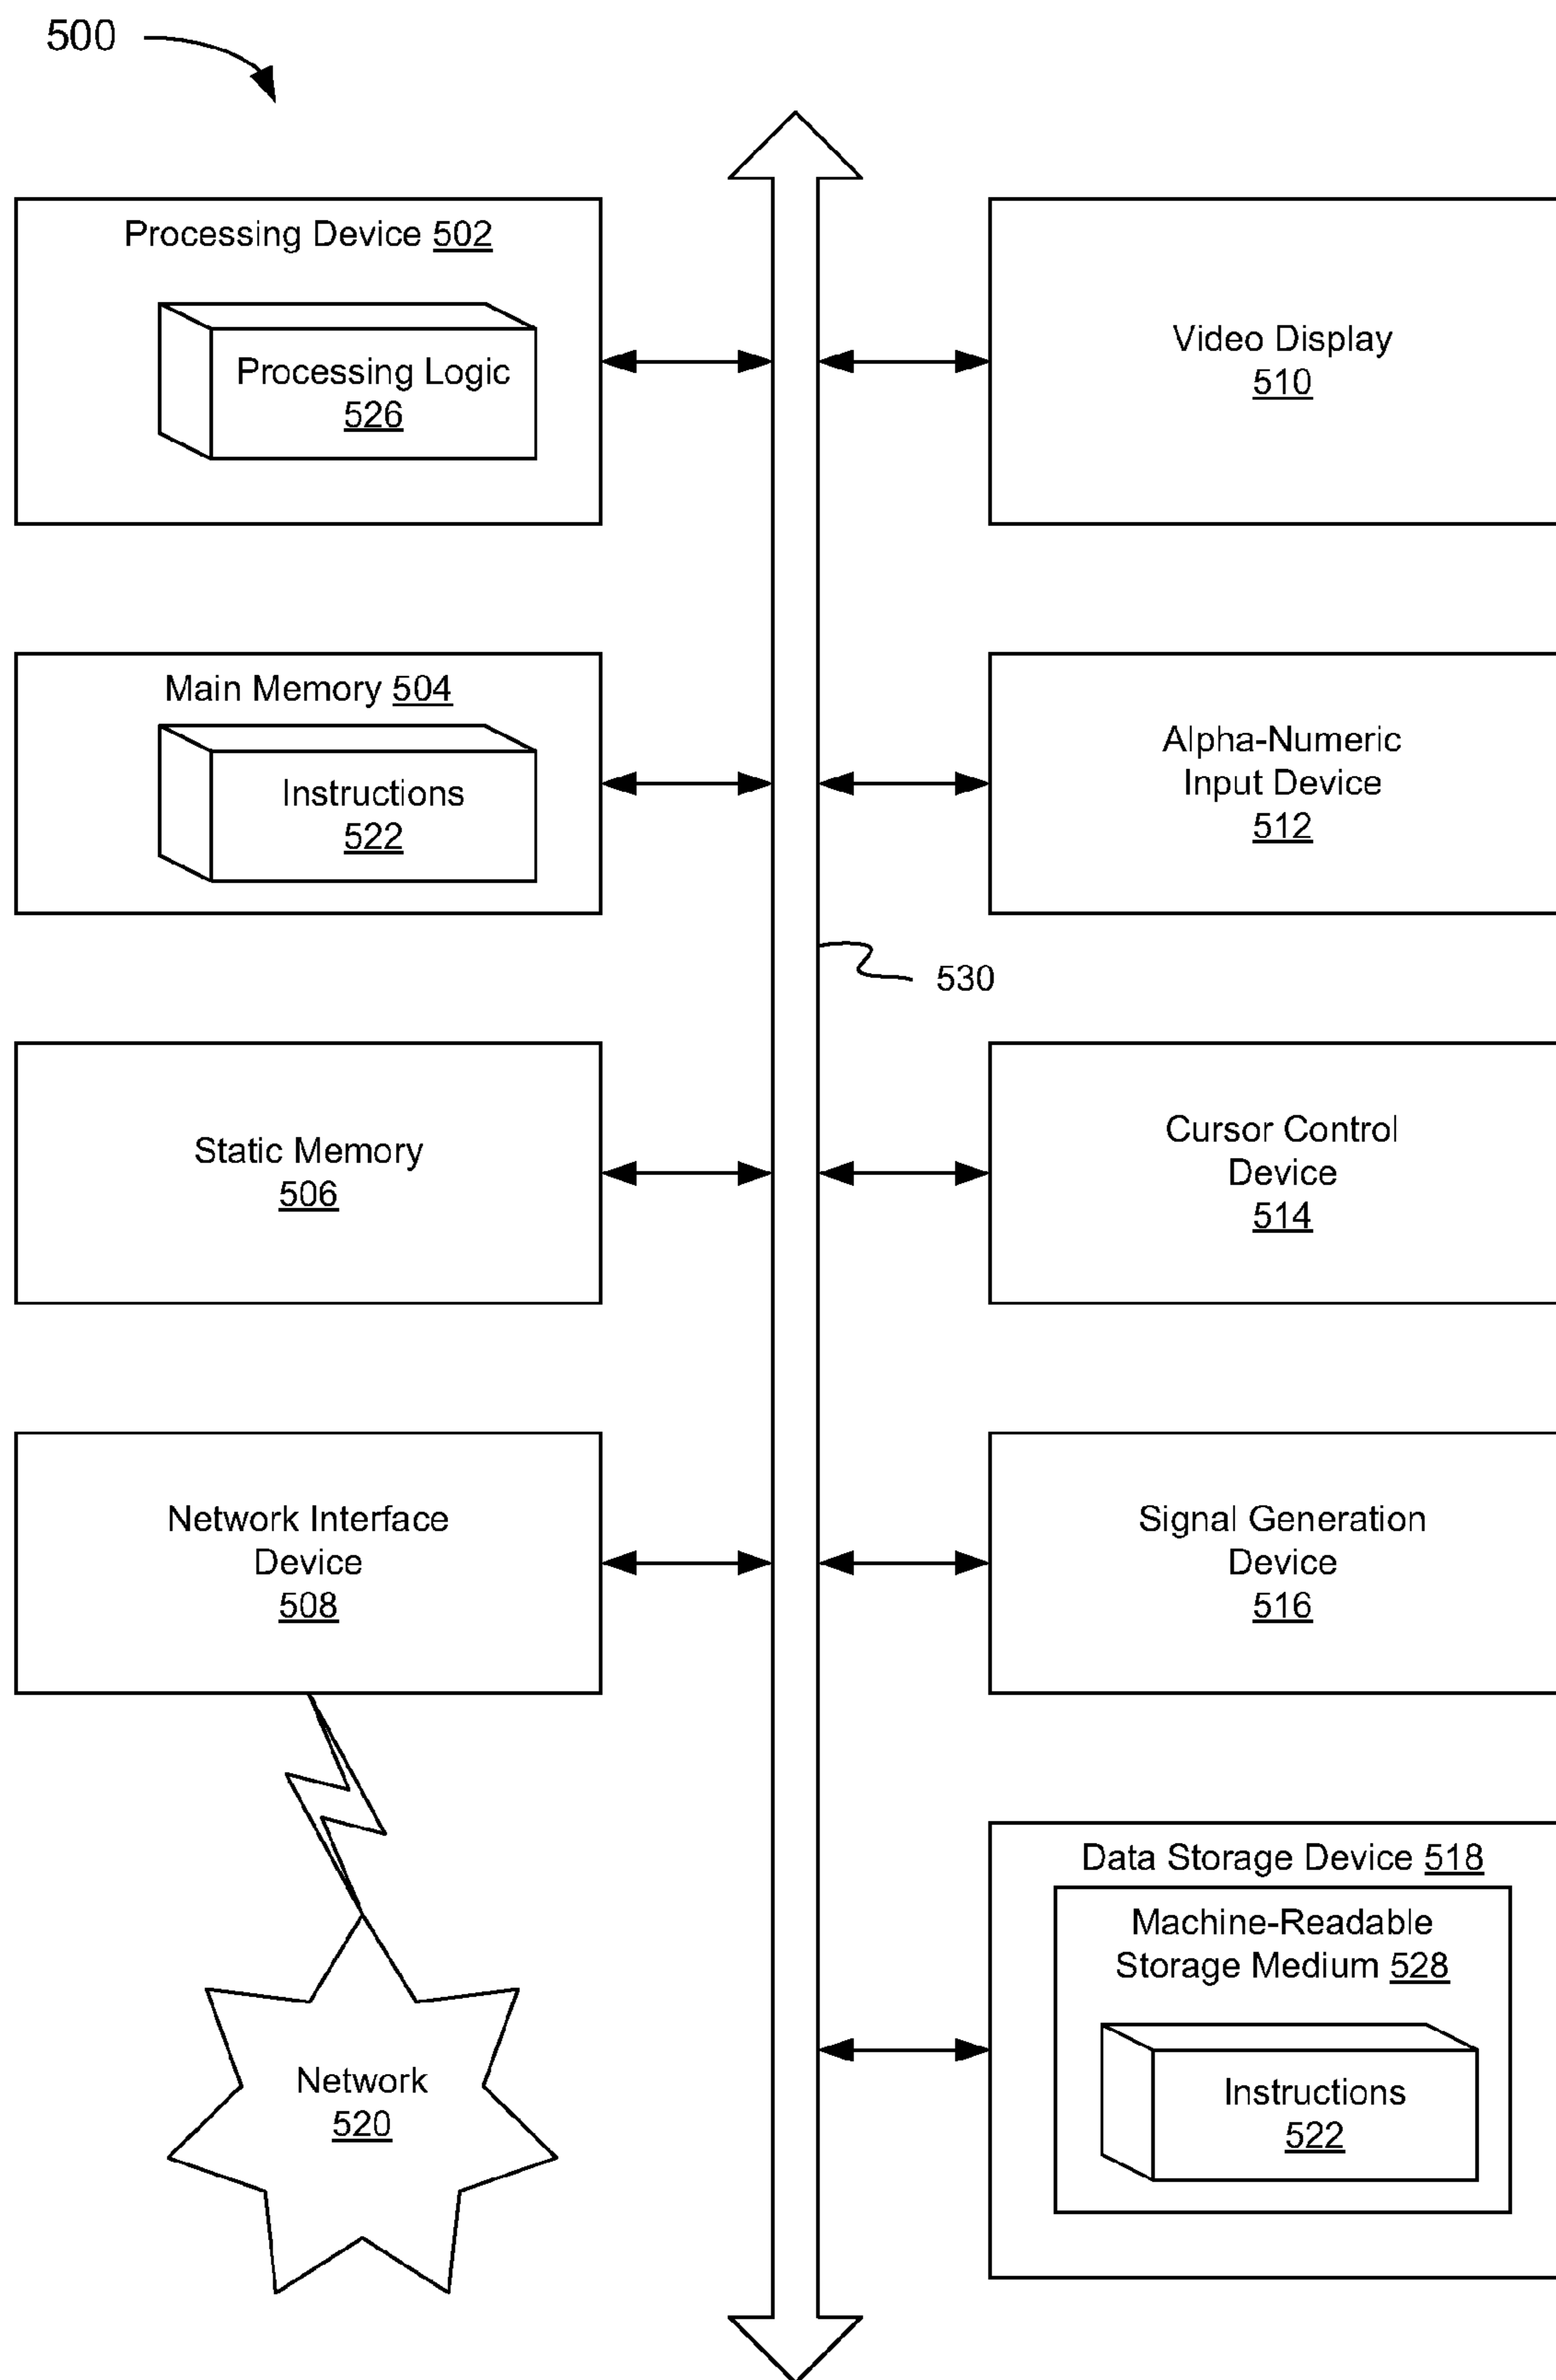 500
Processing Device 502
Processing Logic
526
Video Display
510
Main Memory 504
Instructions
522
Alpha-Numeric
Input Device
512
530
Static Memory
506
Cursor Control
Device
514
Network Interface
Device
508
Signal Generation
Device
516
Data Storage Device 518
Machine-Readable
Storage Medium 528
Instructions
522
Network
520